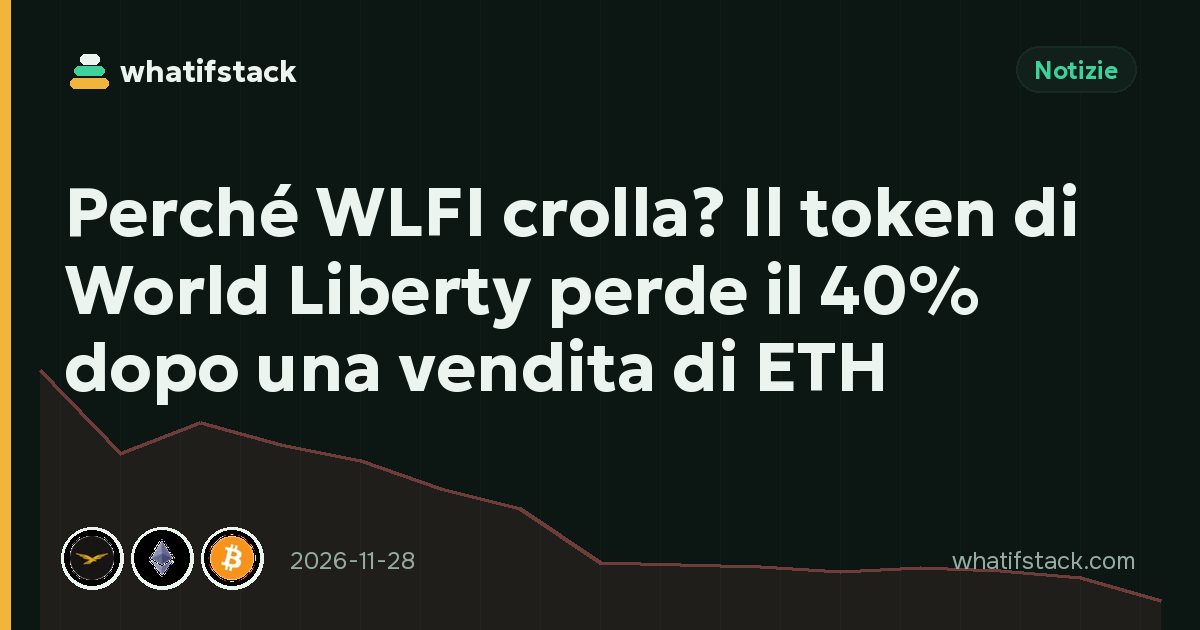 whatifstack
Notizie
Perché WLFI crolla? Il token di
World Liberty perde il 40%
dopo una vendita di ETH
2026-11-28
whatifstack.com